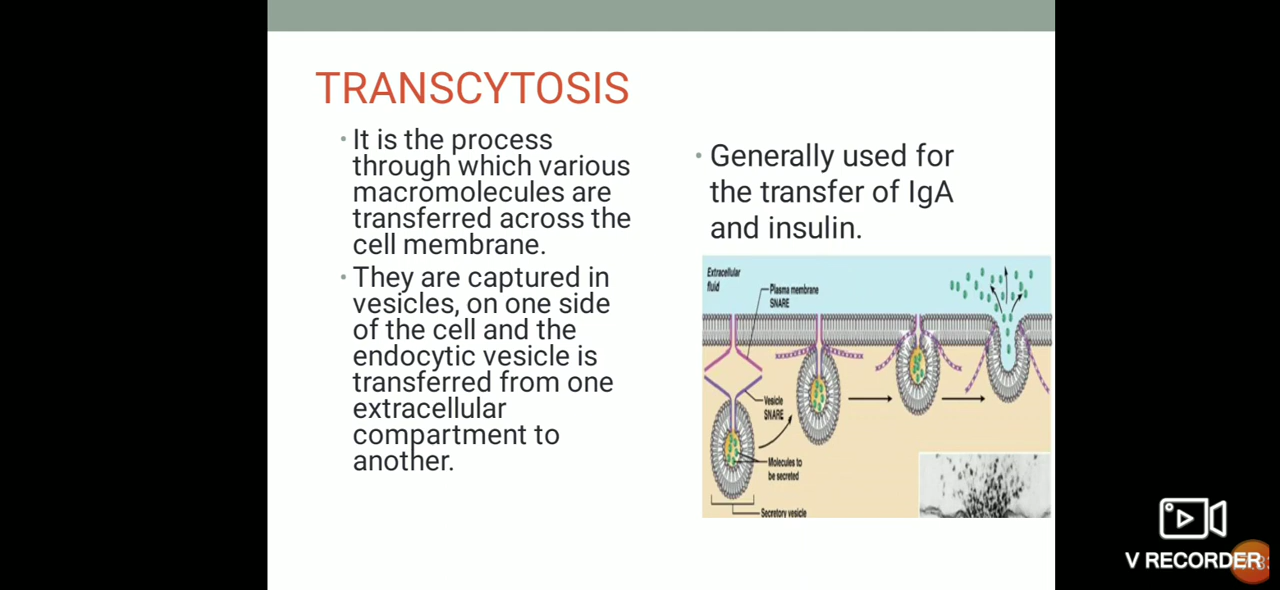 TRANSCYTOSIS
• It is the process
through which various
macromolecules are
transferred across the
cell membrane.
• They are captured in
vesicles, on one side
of the cell and the
endocytic vesicle is
transferred from one
extracellular
compartment to
another.
• Generally used for
the transfer of IgA
and insulin.
Extracellular
fluid
Plasma membrane
SNARE
Vesicle
SNARE
Molecules to
be secreted
Secretory vesicle
V RECORDER